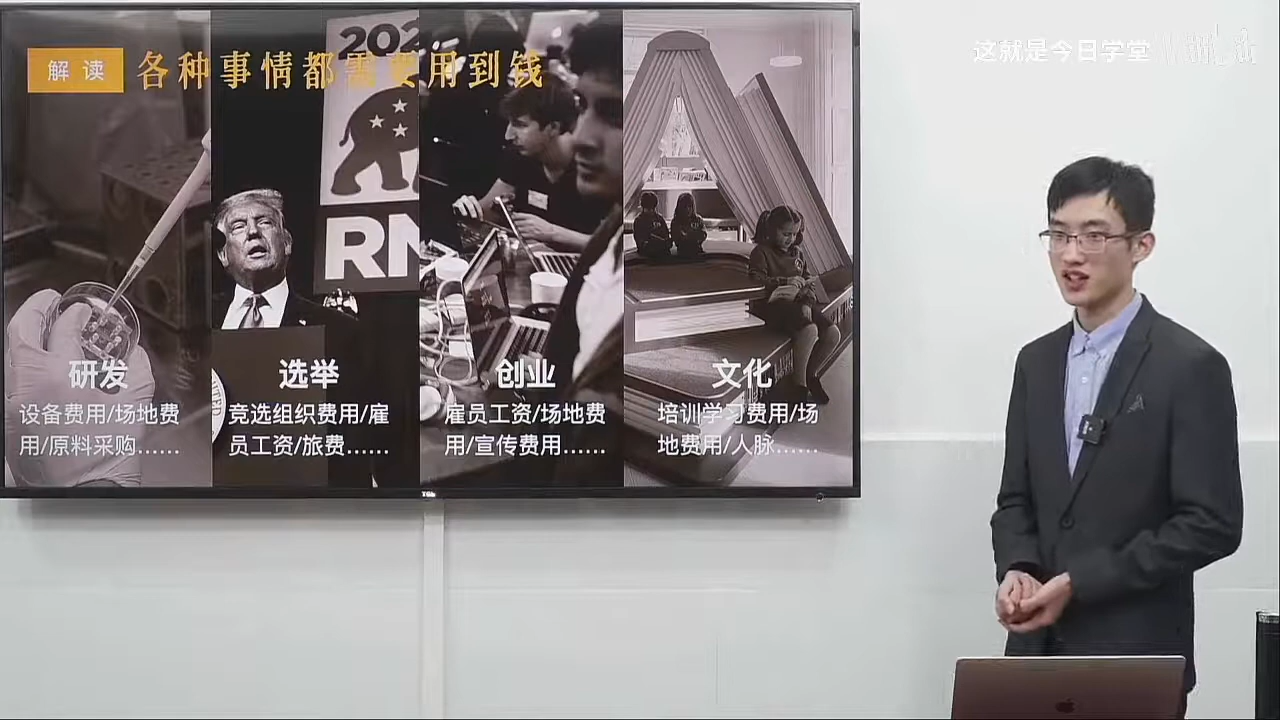 解读
各种事情都需要用到钱
202
RN
研发
设备费用/场地费
用/原料采购......
选举
竞选组织费用/雇
员工资/旅费......
创业
雇员工资/场地费
用/宣传费用......
文化
培训学习费用/场
地费用/人脉......
这就是今日学堂
bilibili
TCL